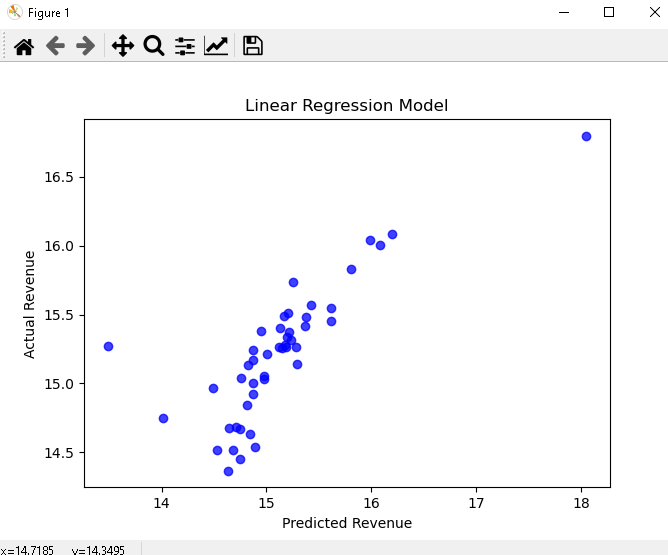 Figure 1
Linear Regression Model
16.5
16.0
15.5
15.0
14.5
Actual Revenue
14 15 16 17 18
Predicted Revenue
x=14.7185 y=14.3495